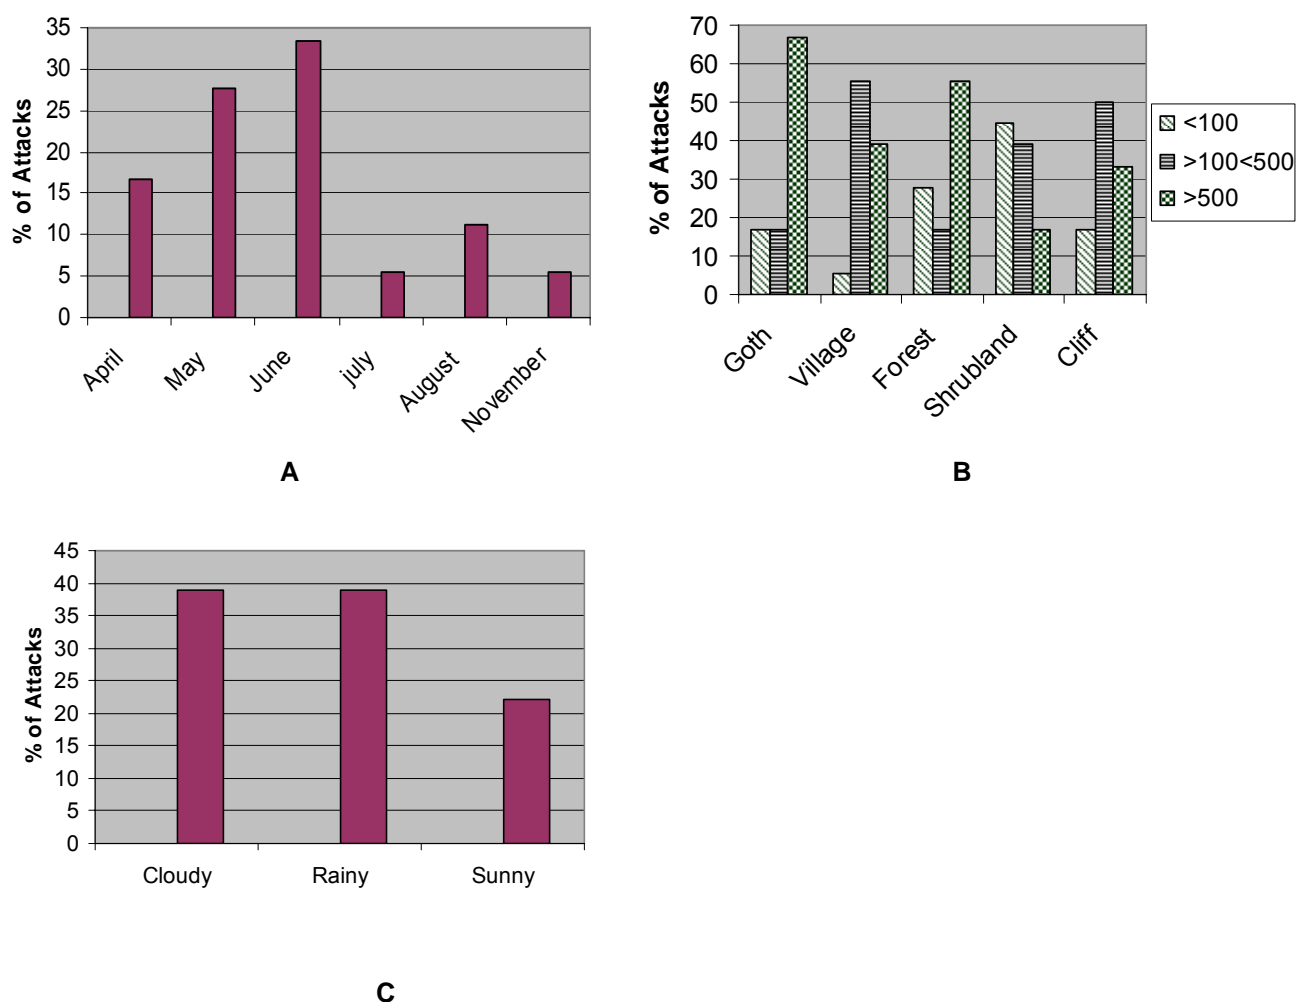 35
30
25
20
15
10
5
0
% of Attacks
April
May
June
july
August
November
A
70
60
50
40
30
20
10
0
% of Attacks
Goth
Village
Forest
Shrubland
Cliff
<100
>100<500
>500
B
45
40
35
30
25
20
15
10
5
0
% of Attacks
Cloudy
Rainy
Sunny
C